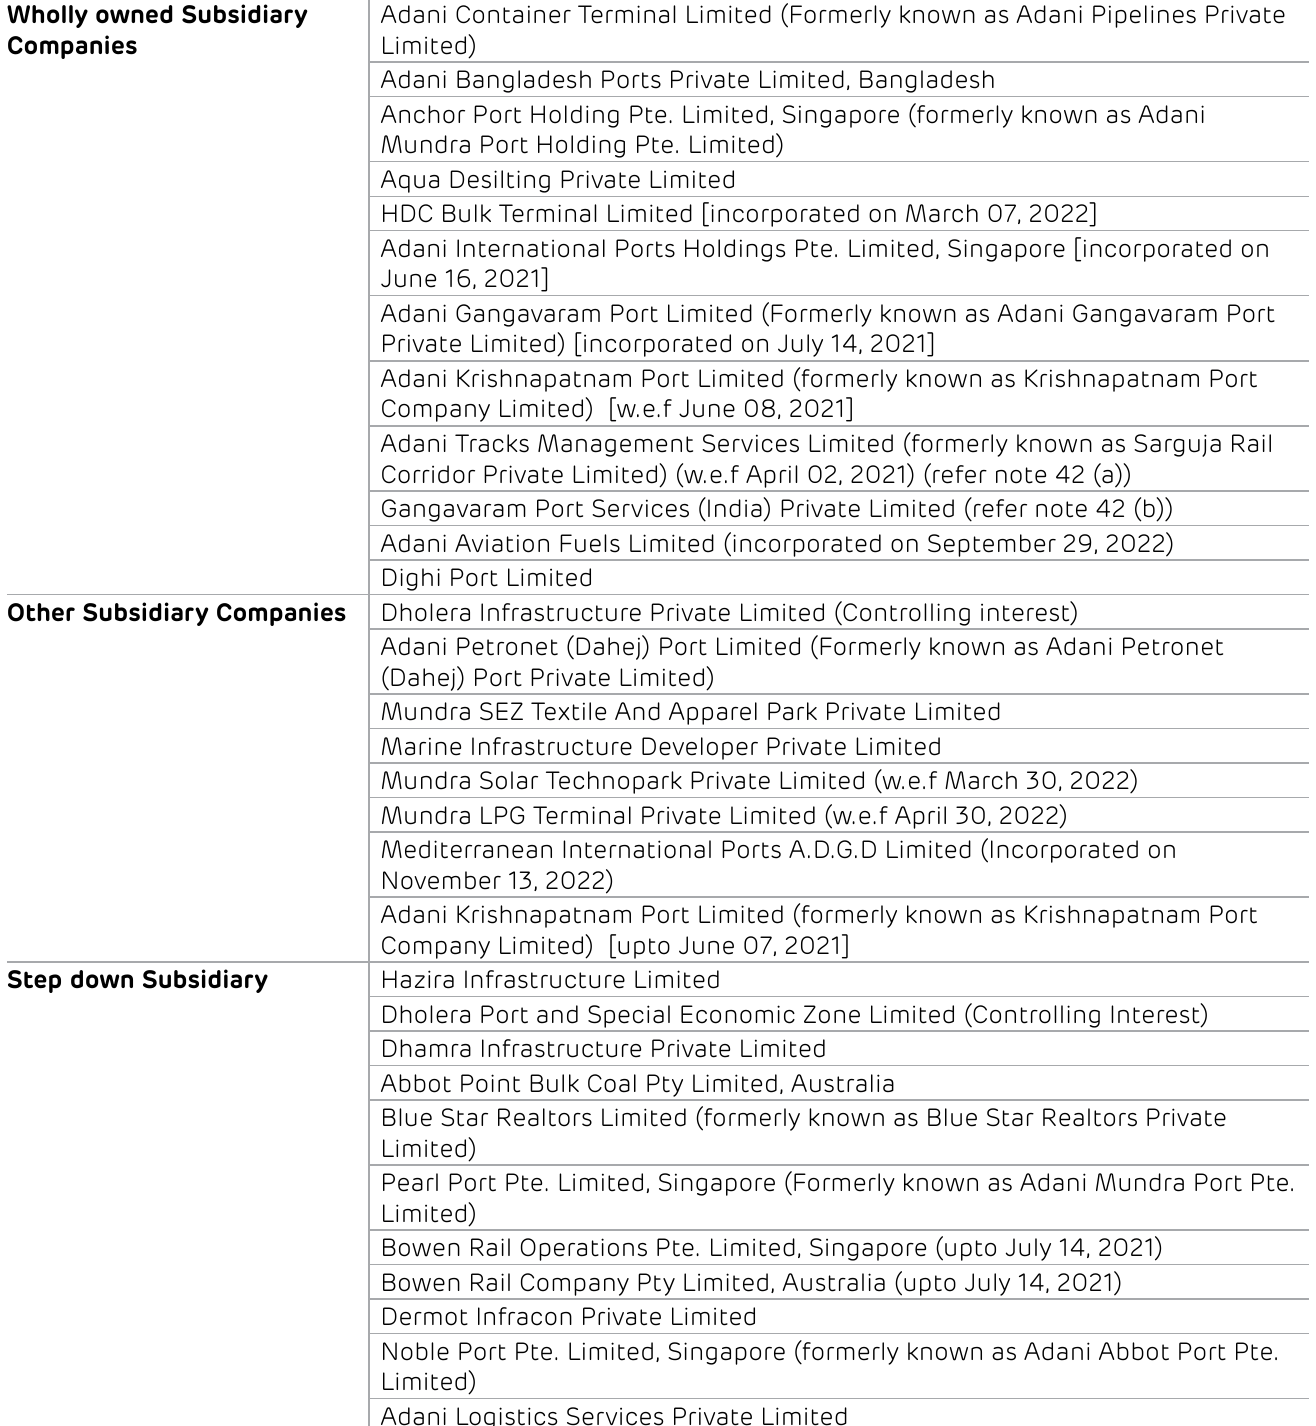 Wholly owned Subsidiary
Companies
Adani Container Terminal Limited (Formerly known as Adani Pipelines Private
Limited)
Adani Bangladesh Ports Private Limited, Bangladesh
Anchor Port Holding Pte. Limited, Singapore (formerly known as Adani
Mundra Port Holding Pte. Limited)
Aqua Desilting Private Limited
HDC Bulk Terminal Limited [incorporated on March 07, 2022]
Adani International Ports Holdings Pte. Limited, Singapore [incorporated on
June 16, 2021]
Adani Gangavaram Port Limited (Formerly known as Adani Gangavaram Port
Private Limited) [incorporated on July 14, 2021]
Adani Krishnapatnam Port Limited (formerly known as Krishnapatnam Port
Company Limited)  [w.e.f June 08, 2021]
Adani Tracks Management Services Limited (formerly known as Sarguja Rail
Corridor Private Limited) (w.e.f April 02, 2021) (refer note 42 (a))
Gangavaram Port Services (India) Private Limited (refer note 42 (b))
Adani Aviation Fuels Limited (incorporated on September 29, 2022)
Dighi Port Limited
Other Subsidiary Companies
Dholera Infrastructure Private Limited (Controlling interest)
Adani Petronet (Dahej) Port Limited (Formerly known as Adani Petronet
(Dahej) Port Private Limited)
Mundra SEZ Textile And Apparel Park Private Limited
Marine Infrastructure Developer Private Limited
Mundra Solar Technopark Private Limited (w.e.f March 30, 2022)
Mundra LPG Terminal Private Limited (w.e.f April 30, 2022)
Mediterranean International Ports A.D.G.D Limited (Incorporated on
November 13, 2022)
Adani Krishnapatnam Port Limited (formerly known as Krishnapatnam Port
Company Limited)  [upto June 07, 2021]
Step down Subsidiary
Hazira Infrastructure Limited
Dholera Port and Special Economic Zone Limited (Controlling Interest)
Dhamra Infrastructure Private Limited
Abbot Point Bulk Coal Pty Limited, Australia
Blue Star Realtors Limited (formerly known as Blue Star Realtors Private
Limited)
Pearl Port Pte. Limited, Singapore (Formerly known as Adani Mundra Port Pte.
Limited)
Bowen Rail Operations Pte. Limited, Singapore (upto July 14, 2021)
Bowen Rail Company Pty Limited, Australia (upto July 14, 2021)
Dermot Infracon Private Limited
Noble Port Pte. Limited, Singapore (formerly known as Adani Abbot Port Pte.
Limited)
Adani Logistics Services Private Limited